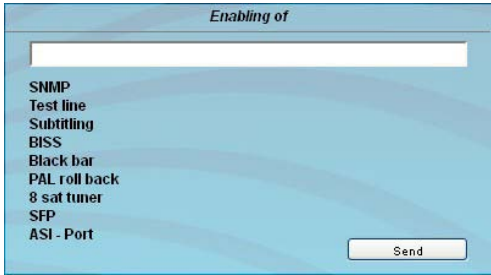 Enabling of
SNMP
Test line
Subtitling
BISS
Black bar
PAL roll back
8 sat tuner
SFP
ASI - Port
Send